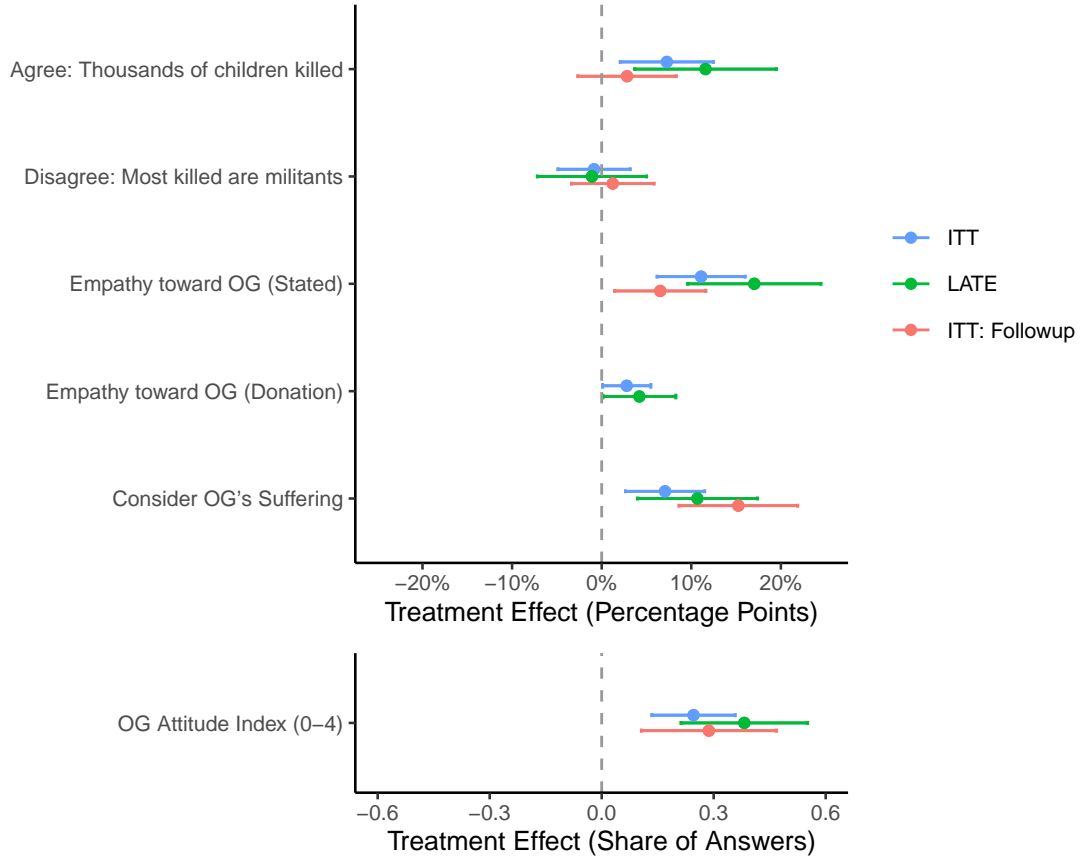 Agree: Thousands of children killed
Disagree: Most killed are militants
Empathy toward OG (Stated)
Empathy toward OG (Donation)
Consider OG’s Suffering
−20% −10% 0% 10% 20%
Treatment Effect (Percentage Points)
ITT
LATE
ITT: Followup
OG Attitude Index (0−4)
−0.6 −0.3 0.0 0.3 0.6
Treatment Effect (Share of Answers)